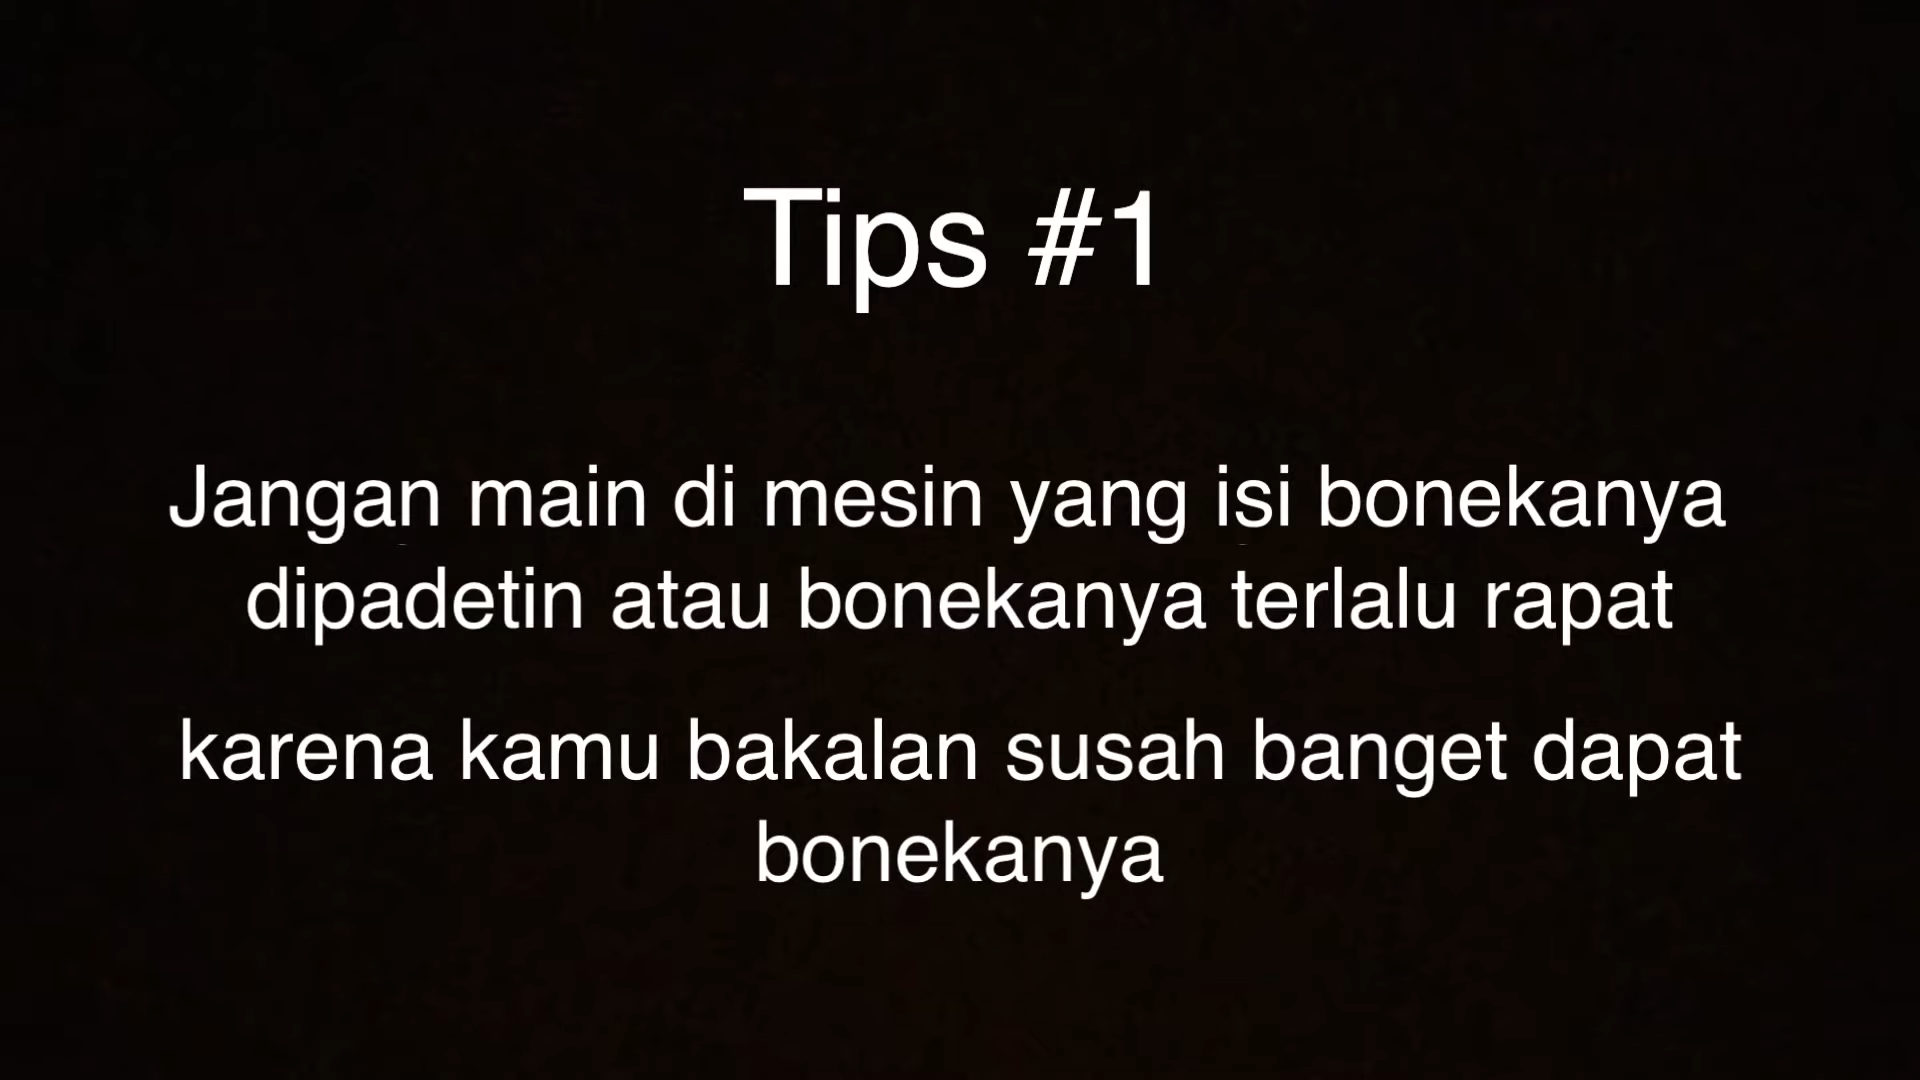 Tips #1
Jangan main di mesin yang isi bonekanya
dipadetin atau bonekanya terlalu rapat
karena kamu bakalan susah banget dapat
bonekanya